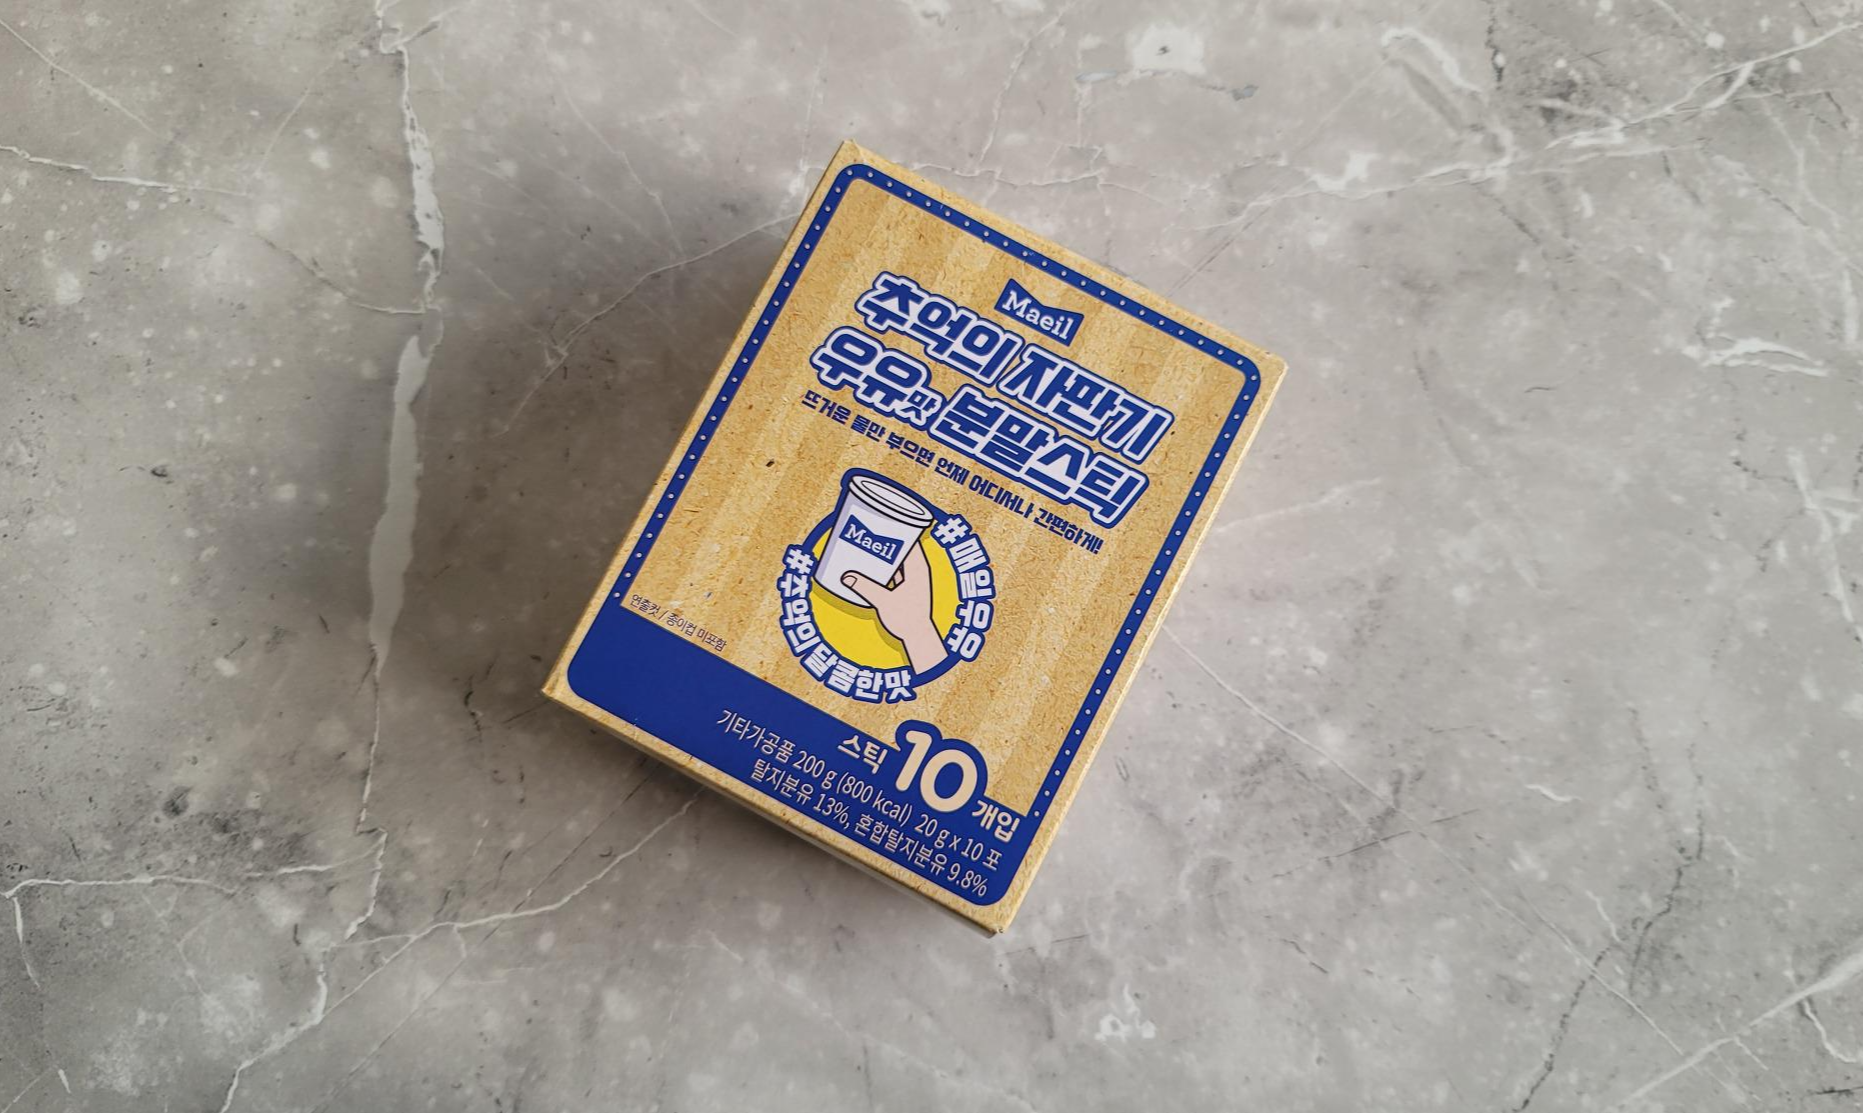 Maeil
추억의 자판기
우유맛 분말스틱
뜨거운 물만 부으면 언제 어디서나 간편하게!
Maeil
#매일우유
#추억의달콤한맛
연출컷 / 종이컵 미포함
스틱 10개입
기타가공품 200 g (800 kcal) 20 g x 10 포
탈지분유 13%, 혼합탈지분유 9.8%